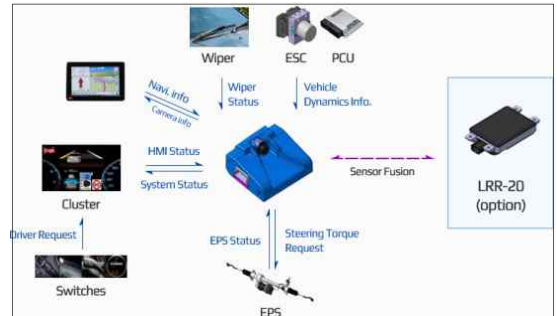 Wiper
ESC
PCU
Navi. info
Camera info
Wiper
Status
Vehicle
Dynamics Info.
HMI Status
System Status
Sensor Fusion
LRR-20
(option)
Cluster
Driver Request
EPS Status
Steering Torque
Request
Switches
EPS